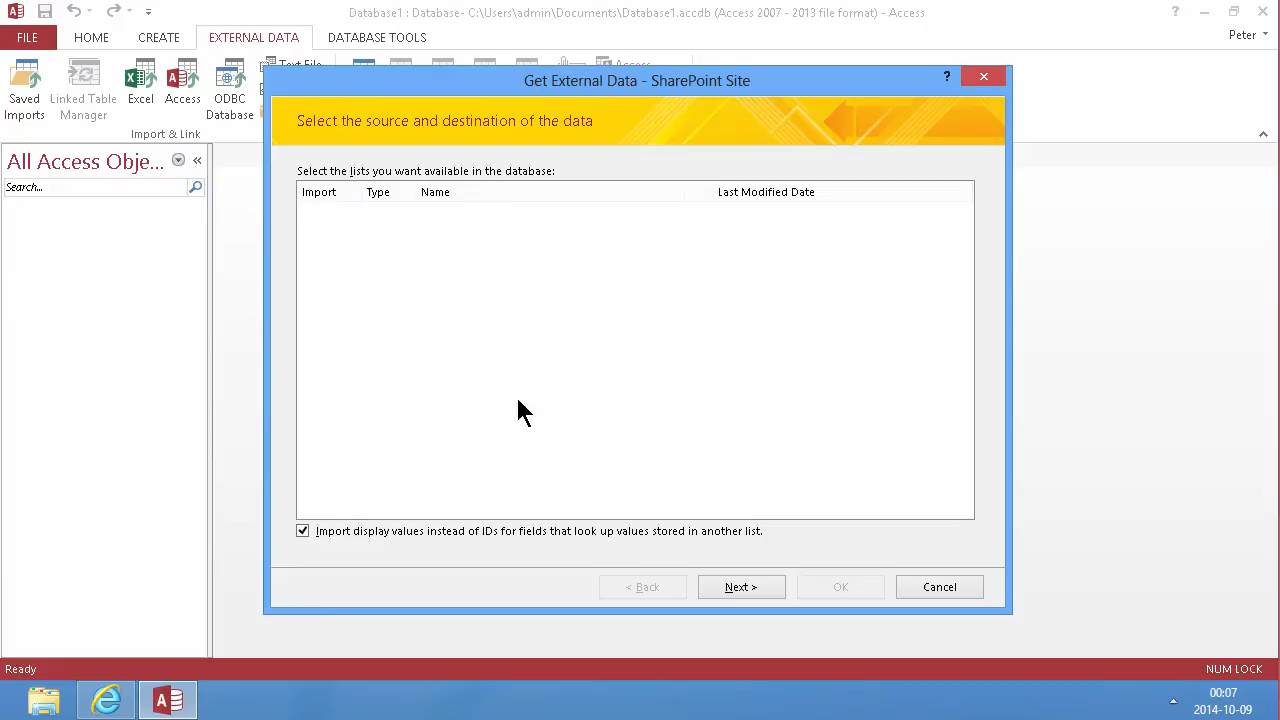 Database1 : Database- C:\Users\admin\Documents\Database1.accdb (Access 2007 - 2013 file format) - Access
FILE
HOME
CREATE
EXTERNAL DATA
DATABASE TOOLS
Peter
Saved
Imports
Linked Table
Manager
Excel
Access
ODBC
Database
Text File
Access
Import & Link
Get External Data - SharePoint Site
Select the source and destination of the data
All Access Obje...
Search...
Select the lists you want available in the database:
Import Type Name Last Modified Date
Import display values instead of IDs for fields that look up values stored in another list.
< Back
Next >
OK
Cancel
Ready
NUM LOCK
00:07
2014-10-09